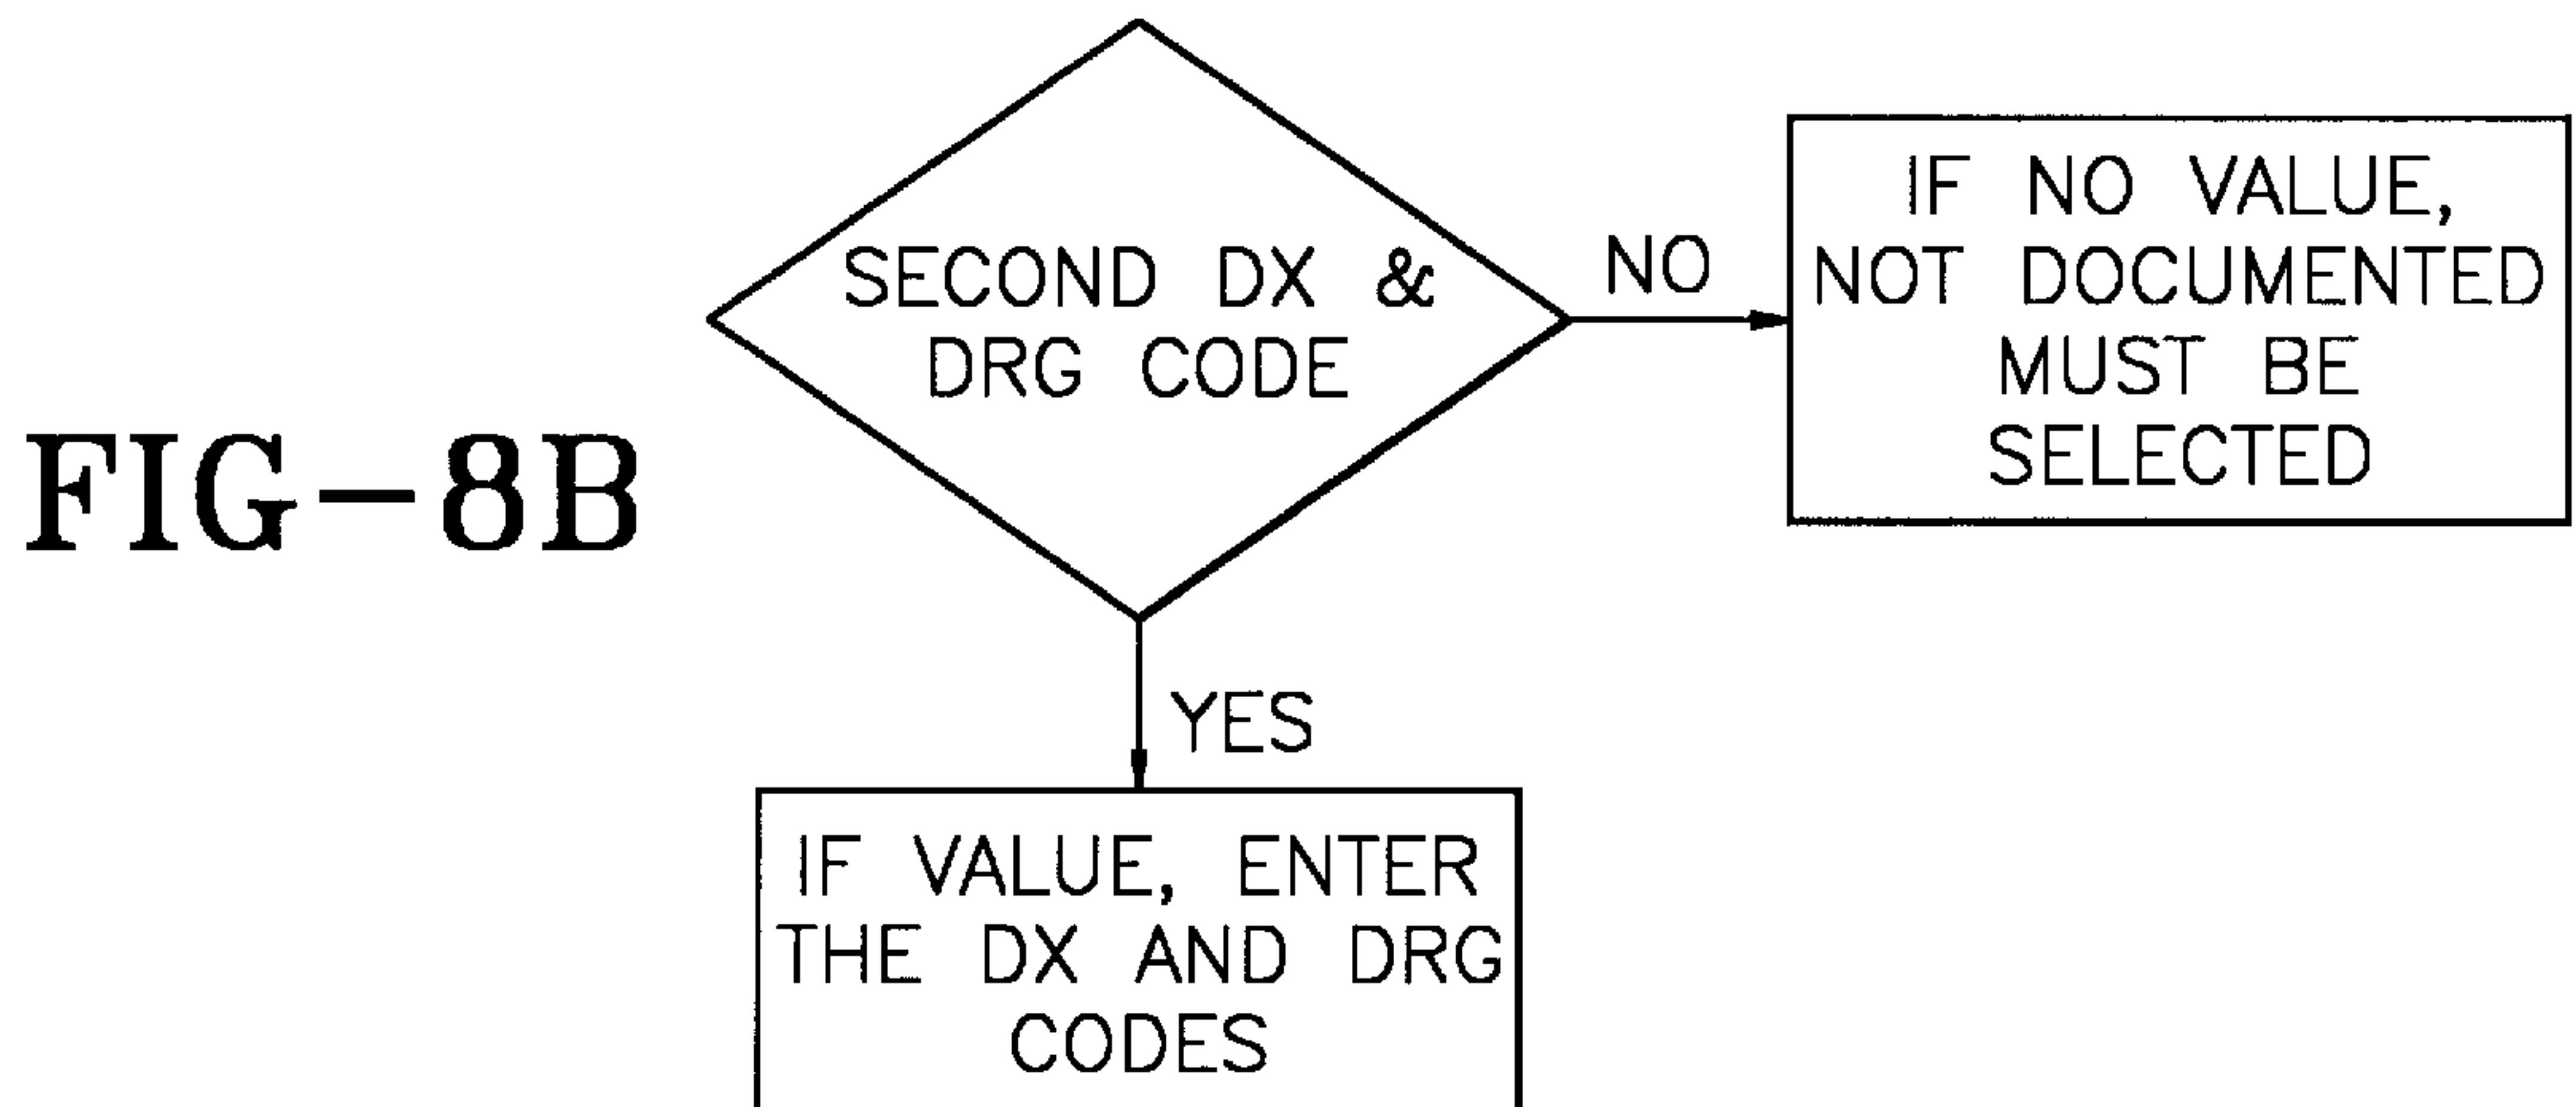 SECOND DX &
DRG CODE
NO
IF NO VALUE,
NOT DOCUMENTED
MUST BE
SELECTED
FIG-8B
YES
IF VALUE, ENTER
THE DX AND DRG
CODES